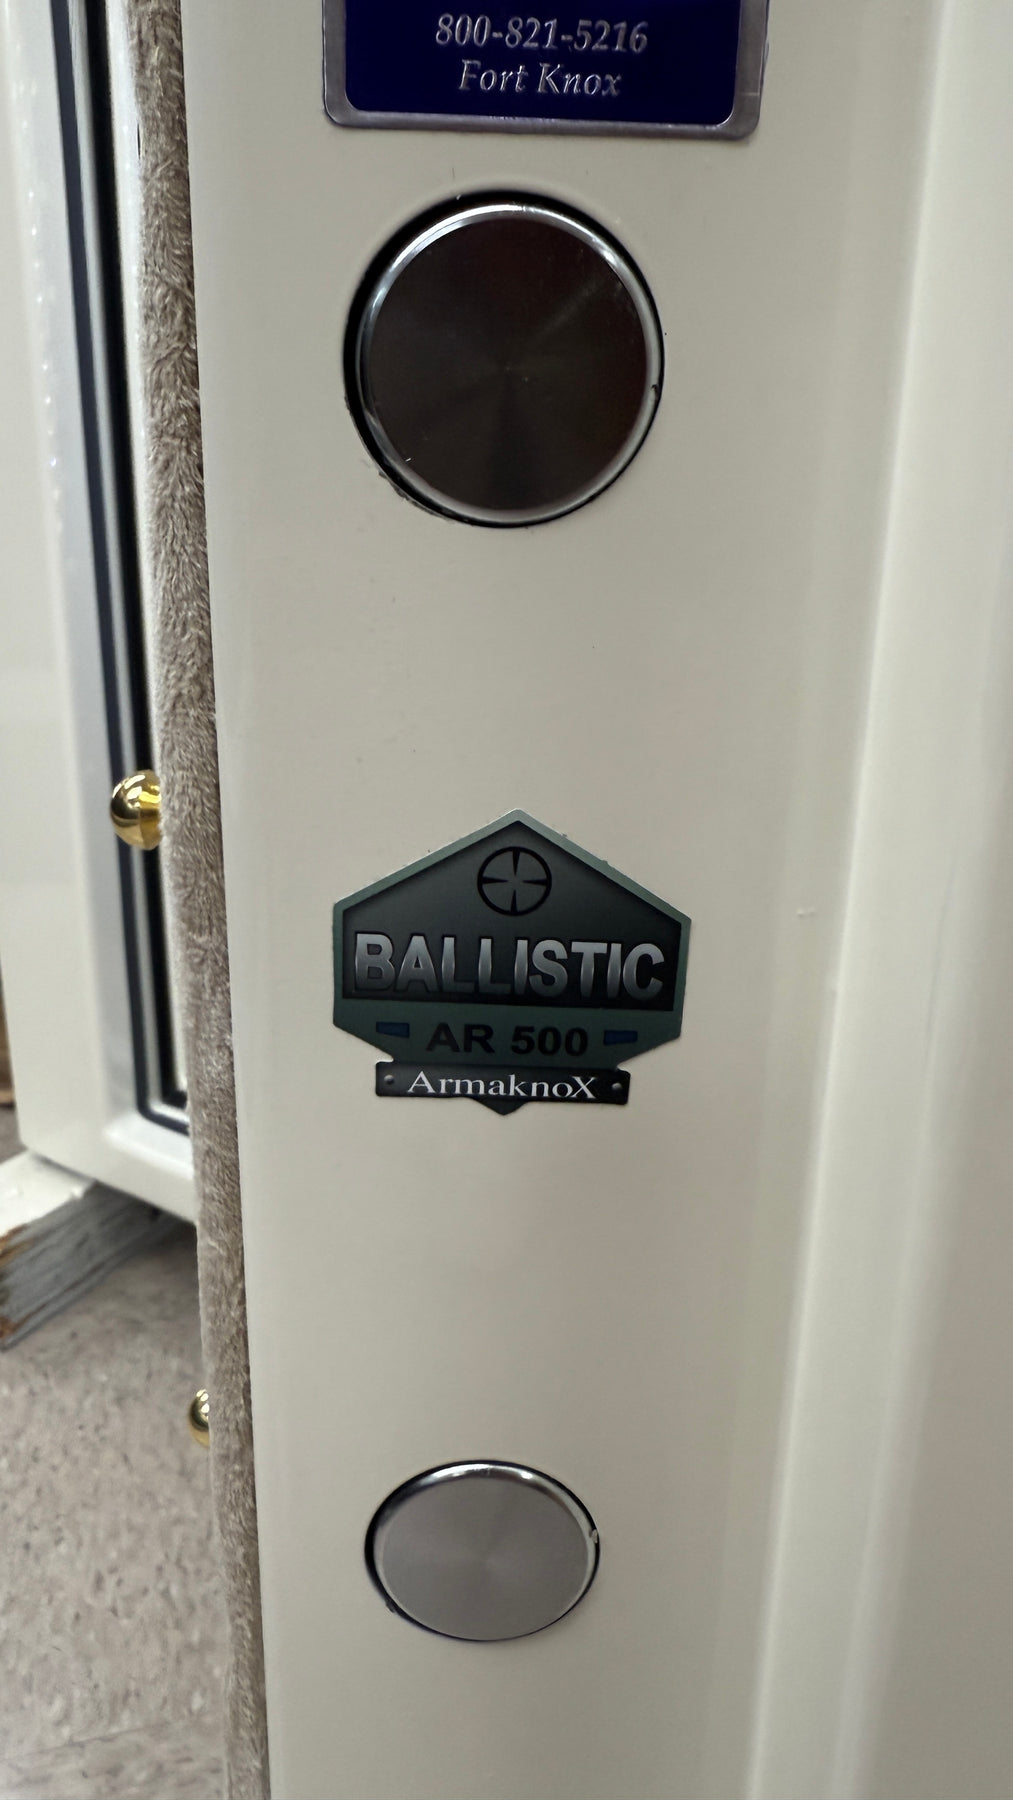 800-821-5216
Fort Knox
BALLISTIC
AR 500
ArmaknoX